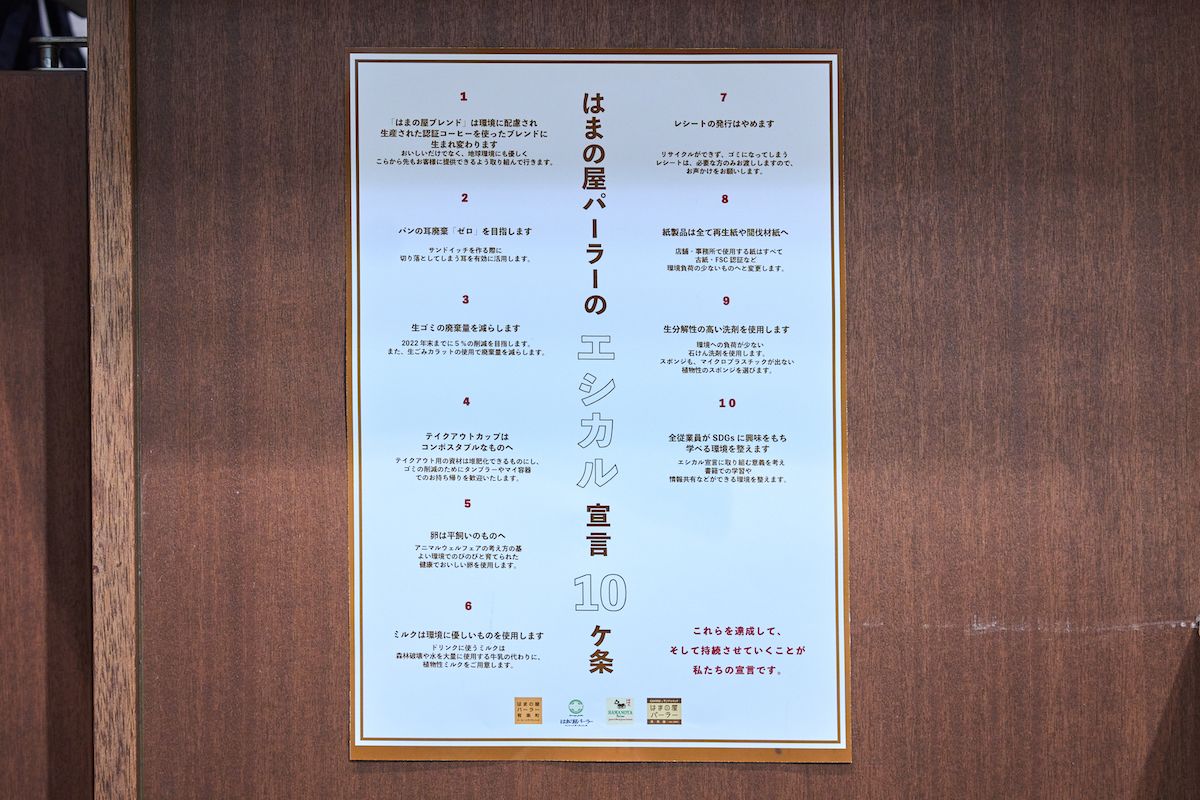 はまの屋パーラーの
エシカル
宣言
10
ケ条
1
「はまの屋ブレンド」は環境に配慮され
生産された認証コーヒーを使ったブレンドに
生まれ変わります
おいしいだけでなく、地球環境にも優しく
こらから先もお客様に提供できるよう取り組んで行きます。
2
パンの耳廃棄「ゼロ」を目指します
サンドイッチを作る際に
切り落としてしまう耳を有効に活用します。
3
生ゴミの廃棄量を減らします
2022年末までに5%の削減を目指します。
また、生ごみカラットの使用で廃棄量を減らします。
4
テイクアウトカップは
コンポスタブルなものへ
テイクアウト用の資材は堆肥化できるものにし、
ゴミの削減のためにタンブラーやマイ容器
でのお持ち帰りを歓迎いたします。
5
卵は平飼いのものへ
アニマルウェルフェアの考え方の基
よい環境でのびのびと育てられた
健康でおいしい卵を使用します。
6
ミルクは環境に優しいものを使用します
ドリンクに使うミルクは
森林破壊や水を大量に使用する牛乳の代わりに、
植物性ミルクをご用意します。
7
レシートの発行はやめます
リサイクルができず、ゴミになってしまう
レシートは、必要な方のみお渡ししますので、
お声かけをお願いします。
8
紙製品は全て再生紙や間伐材紙へ
店舗・事務所で使用する紙はすべて
古紙・FSC認証など
環境負荷の少ないものへと変更します。
9
生分解性の高い洗剤を使用します
環境への負荷が少ない
石けん洗剤を使用します。
スポンジも、マイクロプラスチックが出ない
植物性のスポンジを選びます。
10
全従業員がSDGsに興味をもち
学べる環境を整えます
エシカル宣言に取り組む意義を考え
書籍での学習や
情報共有などができる環境を整えます。
これらを達成して、
そして持続させていくことが
私たちの宣言です。
はまの屋
パーラー
有楽町
はまの屋パーラー
HAMANOYA
はまの屋
パーラー